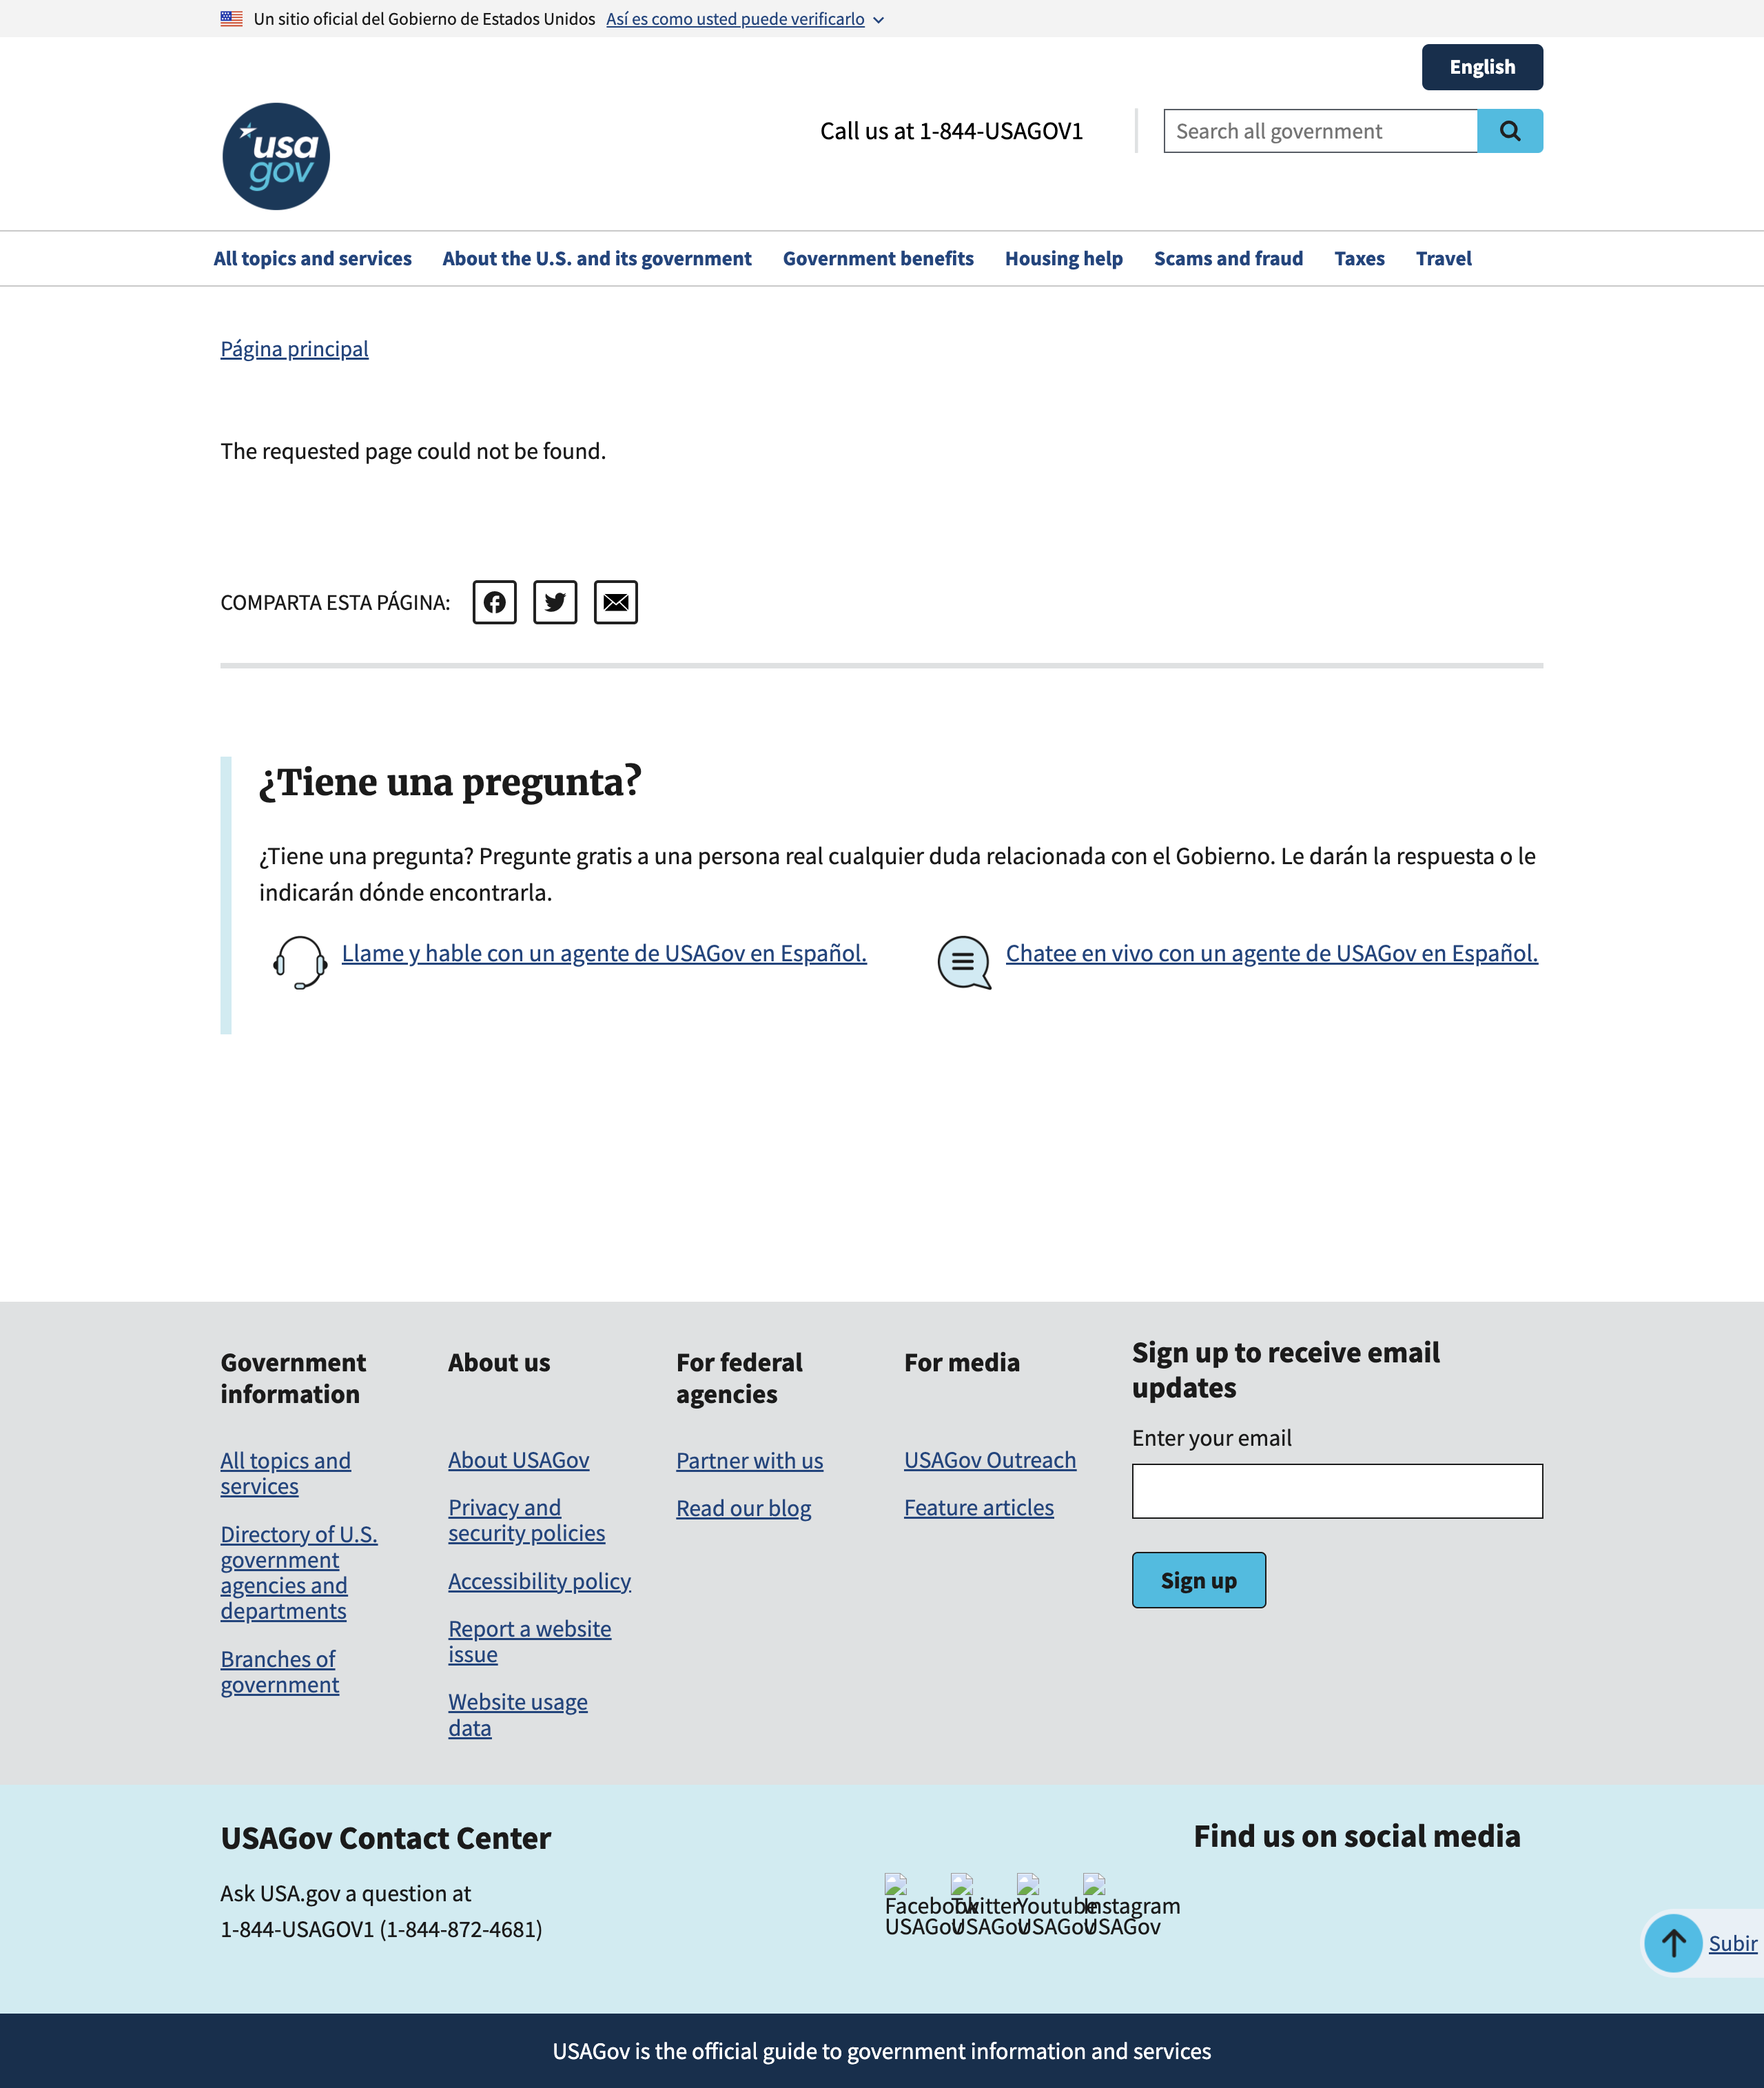 Un sitio oficial del Gobierno de Estados Unidos Así es como usted puede verificarlo
English
usa
gov
Call us at 1-844-USAGOV1
Search all government
All topics and services About the U.S. and its government Government benefits Housing help Scams and fraud Taxes Travel
Página principal
The requested page could not be found.
COMPARTA ESTA PÁGINA:
¿Tiene una pregunta?
¿Tiene una pregunta? Pregunte gratis a una persona real cualquier duda relacionada con el Gobierno. Le darán la respuesta o le
indicarán dónde encontrarla.
Llame y hable con un agente de USAGov en Español.
Chatee en vivo con un agente de USAGov en Español.
Government
information
All topics and
services
Directory of U.S.
government
agencies and
departments
Branches of
government
About us
About USAGov
Privacy and
security policies
Accessibility policy
Report a website
issue
Website usage
data
For federal
agencies
Partner with us
Read our blog
For media
USAGov Outreach
Feature articles
Sign up to receive email
updates
Enter your email
Sign up
USAGov Contact Center
Ask USA.gov a question at
1-844-USAGOV1 (1-844-872-4681)
Find us on social media
Facebook
USAGov
Twitter
USAGov
Youtube
USAGov
Instagram
USAGov
Subir
USAGov is the official guide to government information and services